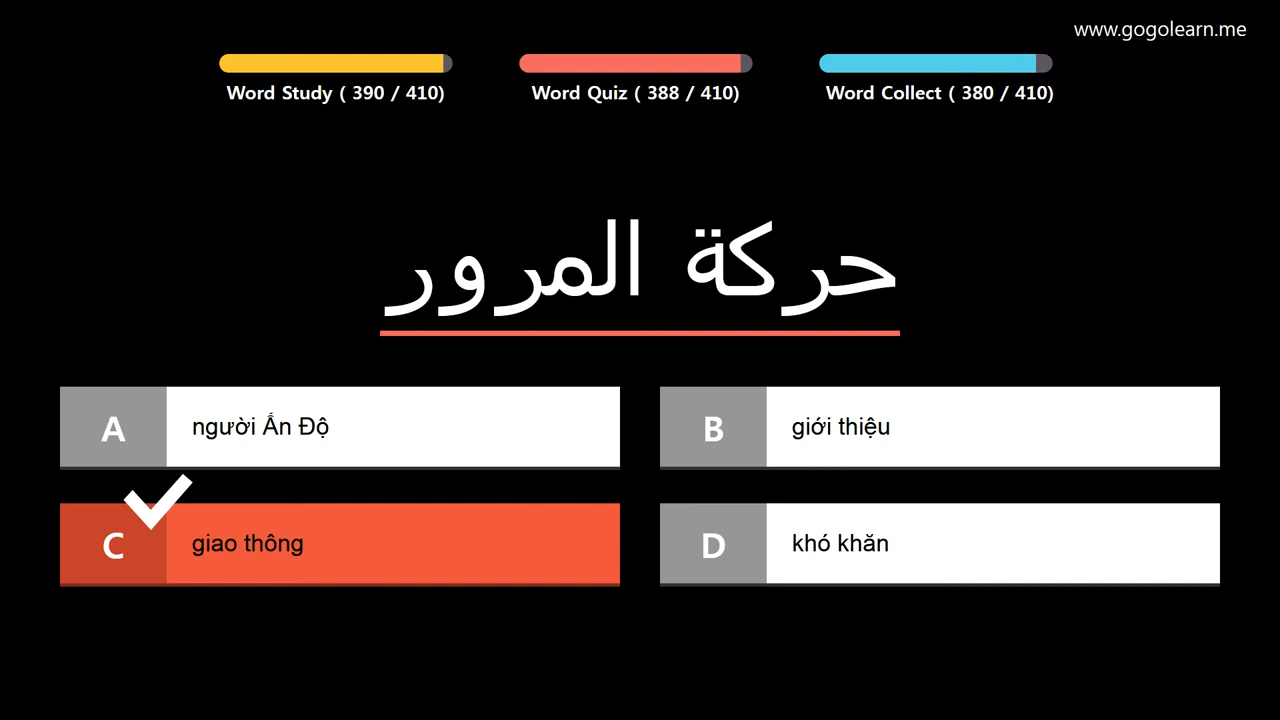 www.gogolearn.me
Word Study ( 390 / 410)
Word Quiz ( 388 / 410)
Word Collect ( 380 / 410)
حركة المرور
A
người Ấn Độ
B
giới thiệu
C
giao thông
D
khó khăn